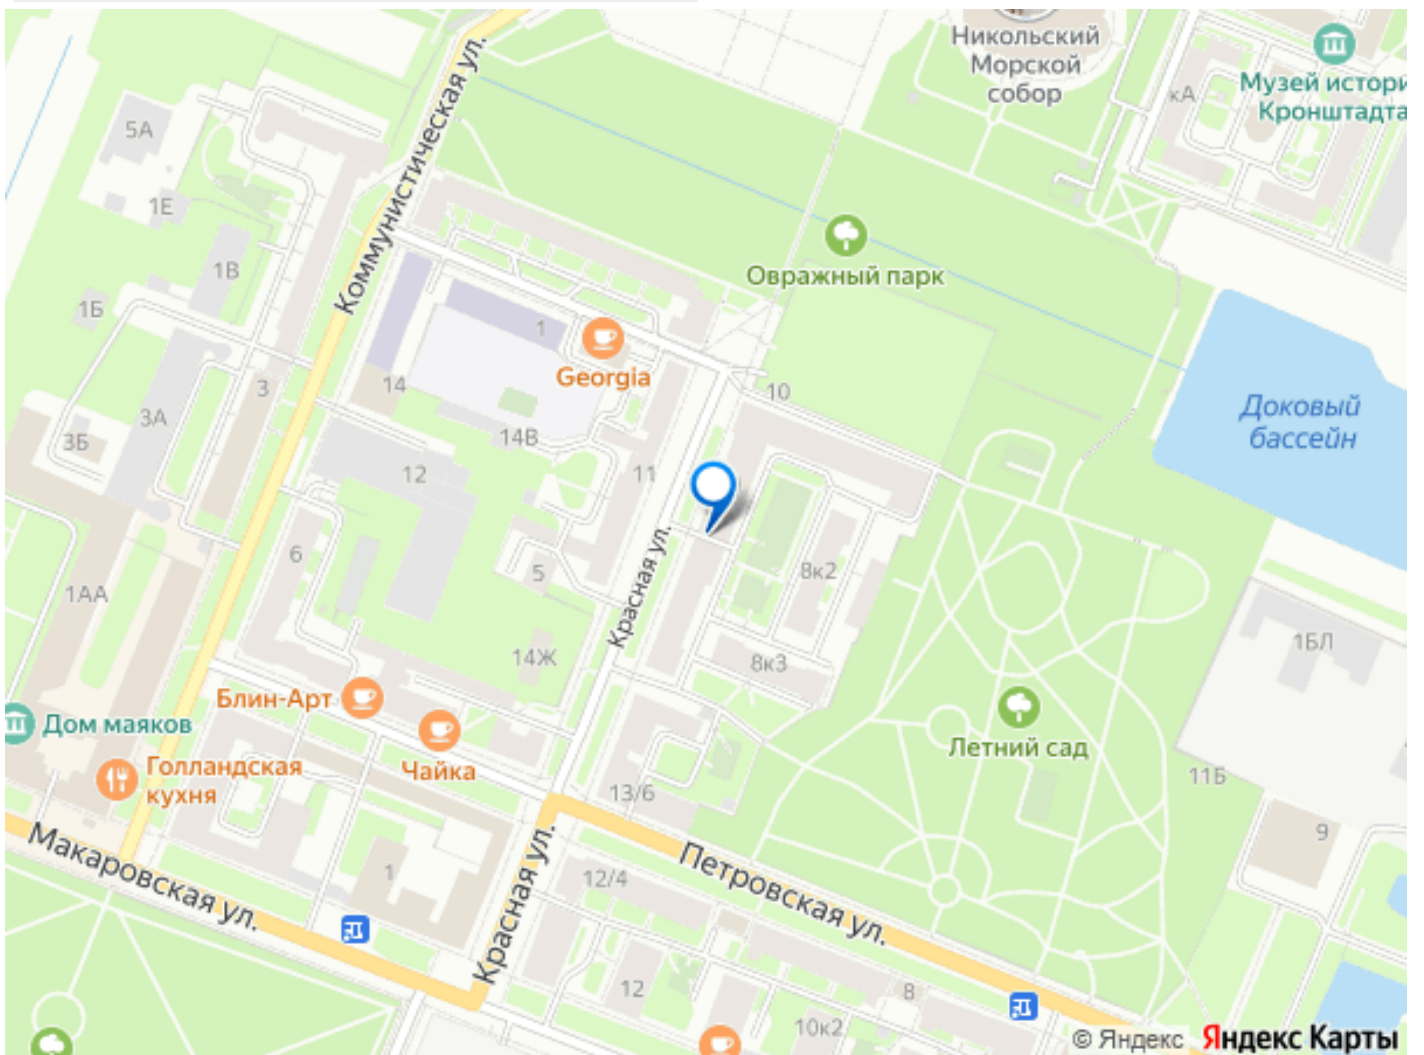 Никольский
Морской
собор
Музей истори
Кронштадта
кА
5А
Коммунистическая ул.
1Е
1В
1Б
Овражный парк
1
Georgia
14
10
Доковый
бассейн
3
3А
3Б
14В
12
11
6
5
8к2
Красная ул.
1АА
14Ж
8к3
1БЛ
Блин-Арт
Дом маяков
Чайка
Летний сад
Голландская
кухня
13/6
11Б
9
Макаровская ул.
1
Красная ул.
12/4
Петровская ул.
12
8
10к2
© Яндекс Яндекс Карты